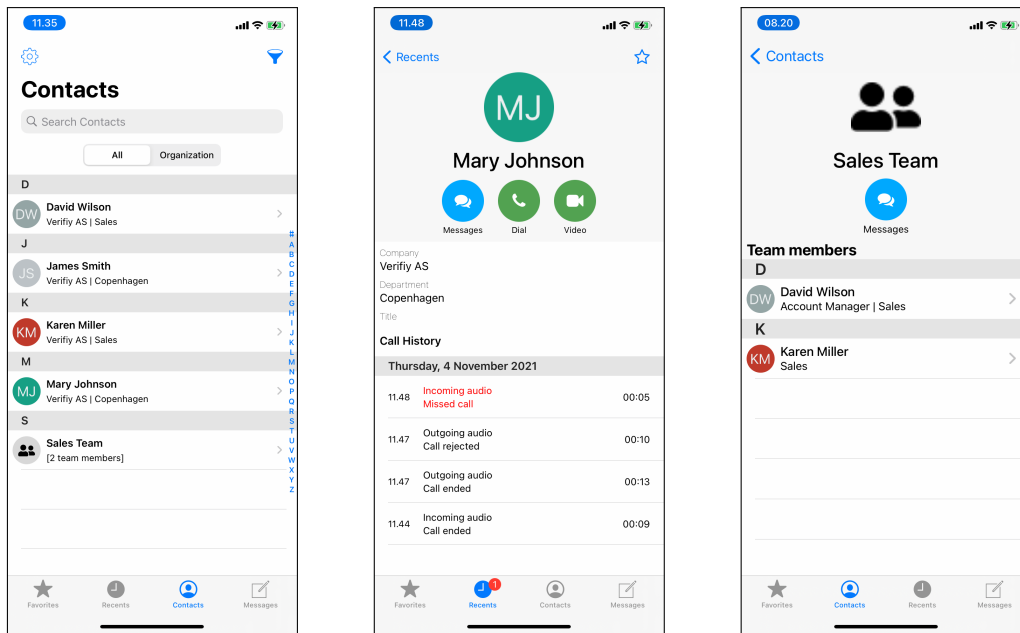 11.35
Contacts
Search Contacts
All
Organization
D
DW
David Wilson
Verifiy AS | Sales
J
JS
James Smith
Verifiy AS | Copenhagen
K
KM
Karen Miller
Verifiy AS | Sales
M
MJ
Mary Johnson
Verifiy AS | Copenhagen
S
Sales Team
[2 team members]
#
A
B
C
D
E
F
G
H
I
J
K
L
M
N
O
P
Q
R
S
T
U
V
W
X
Y
Z
Favorites
Recents
Contacts
Messages
11.48
Recents
MJ
Mary Johnson
Messages
Dial
Video
Company
Verifiy AS
Department
Copenhagen
Title
Call History
Thursday, 4 November 2021
11.48
Incoming audio
Missed call
00:05
11.47
Outgoing audio
Call rejected
00:10
11.47
Outgoing audio
Call ended
00:13
11.44
Incoming audio
Call ended
00:09
Favorites
1
Recents
Contacts
Messages
08.20
Contacts
Sales Team
Messages
Team members
D
DW
David Wilson
Account Manager | Sales
K
KM
Karen Miller
Sales
Favorites
Contacts
Recents
Messages